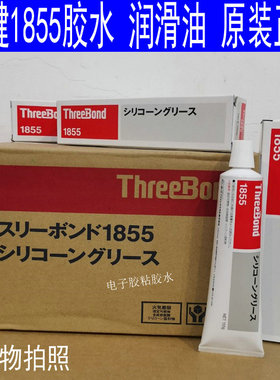 键1855胶水 润滑油 原装正
ThreeBond
1855
ThreeBond
1855
シリコーングリース
ThreeBond
スリーボンド1855
シリコーングリース
电子胶粘胶水
1855
ThreeBond
シリコーングリース
物拍照